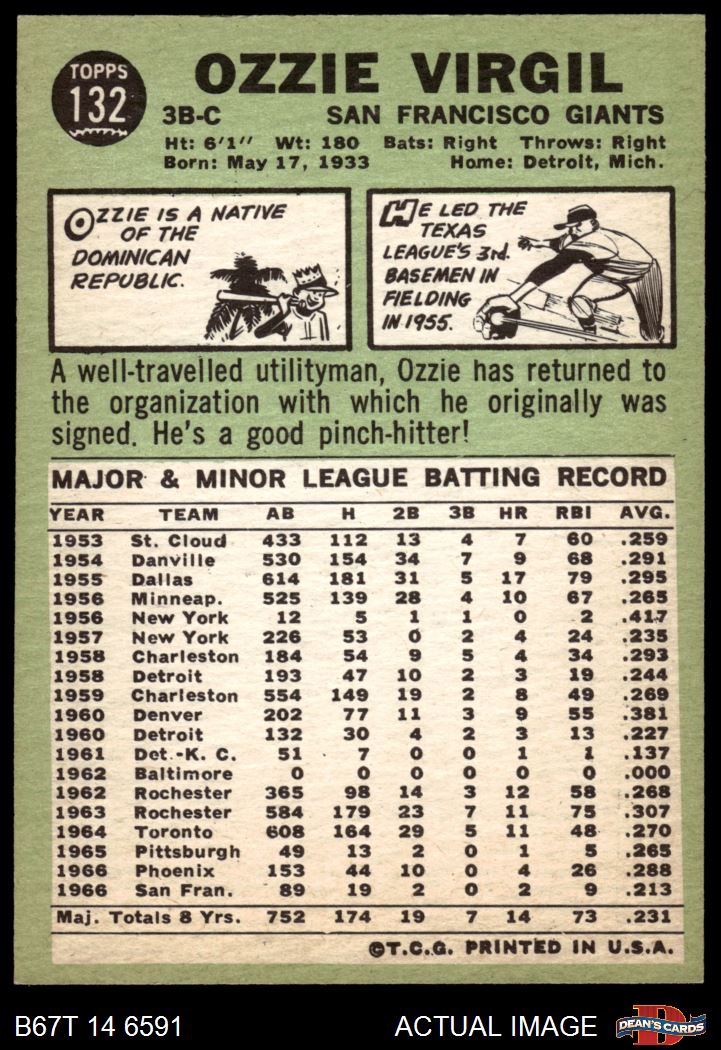 TOPPS
132
OZZIE VIRGIL
3B-C SAN FRANCISCO GIANTS
Ht: 6'1" Wt: 180 Bats: Right Throws: Right
Born: May 17, 1933 Home: Detroit, Mich.
OZZIE IS A NATIVE
OF THE
DOMINICAN
REPUBLIC.
HE LED THE
TEXAS
LEAGUE'S 3rd.
BASEMEN IN
FIELDING
IN 1955.
A well-travelled utilityman, Ozzie has returned to
the organization with which he originally was
signed. He's a good pinch-hitter!
MAJOR & MINOR LEAGUE BATTING RECORD
YEAR TEAM AB H 2B 3B HR RBI AVG.
1953 St. Cloud 433 112 13 4 7 60 .259
1954 Danville 530 154 34 7 9 68 .291
1955 Dallas 614 181 31 5 17 79 .295
1956 Minneap. 525 139 28 4 10 67 .265
1956 New York 12 5 1 1 0 2 .417
1957 New York 226 53 0 2 4 24 .235
1958 Charleston 184 54 9 5 4 34 .293
1958 Detroit 193 47 10 2 3 19 .244
1959 Charleston 554 149 19 2 8 49 .269
1960 Denver 202 77 11 3 9 55 .381
1960 Detroit 132 30 4 2 3 13 .227
1961 Det.-K. C. 51 7 0 0 1 1 .137
1962 Baltimore 0 0 0 0 0 0 .000
1962 Rochester 365 98 14 3 12 58 .268
1963 Rochester 584 179 23 7 11 75 .307
1964 Toronto 608 164 29 5 11 48 .270
1965 Pittsburgh 49 13 2 0 1 5 .265
1966 Phoenix 153 44 10 0 4 26 .288
1966 San Fran. 89 19 2 0 2 9 .213
Maj. Totals 8 Yrs. 752 174 19 7 14 73 .231
©T.C.G. PRINTED IN U.S.A.
B67T 14 6591 ACTUAL IMAGE
D
DEAN'S CARDS